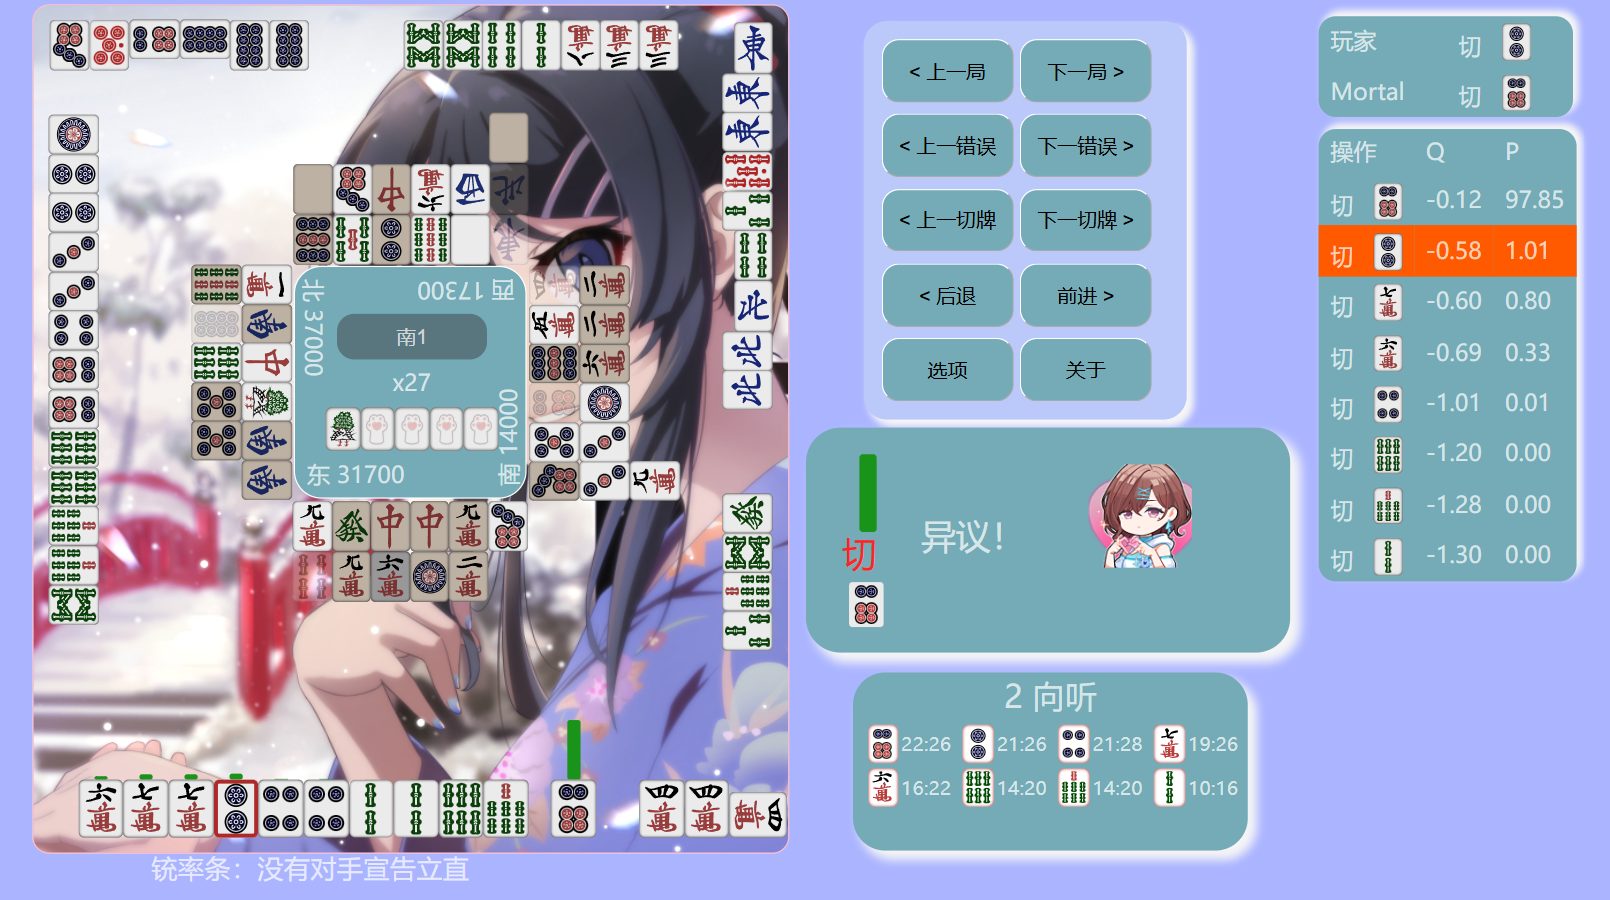 < 上一局
下一局 >
< 上一错误
下一错误 >
< 上一切牌
下一切牌 >
< 后退
前进 >
选项
关于
玩家 切
Mortal 切
操作 Q P
切 -0.12 97.85
切 -0.58 1.01
切 -0.60 0.80
切 -0.69 0.33
切 -1.01 0.01
切 -1.20 0.00
切 -1.28 0.00
切 -1.30 0.00
西 17300
北 37000
南1
x27
南 14000
东 31700
切
异议！
2 向听
22:26 21:26 21:28 19:26
16:22 14:20 14:20 10:16
铳率条：没有对手宣告立直